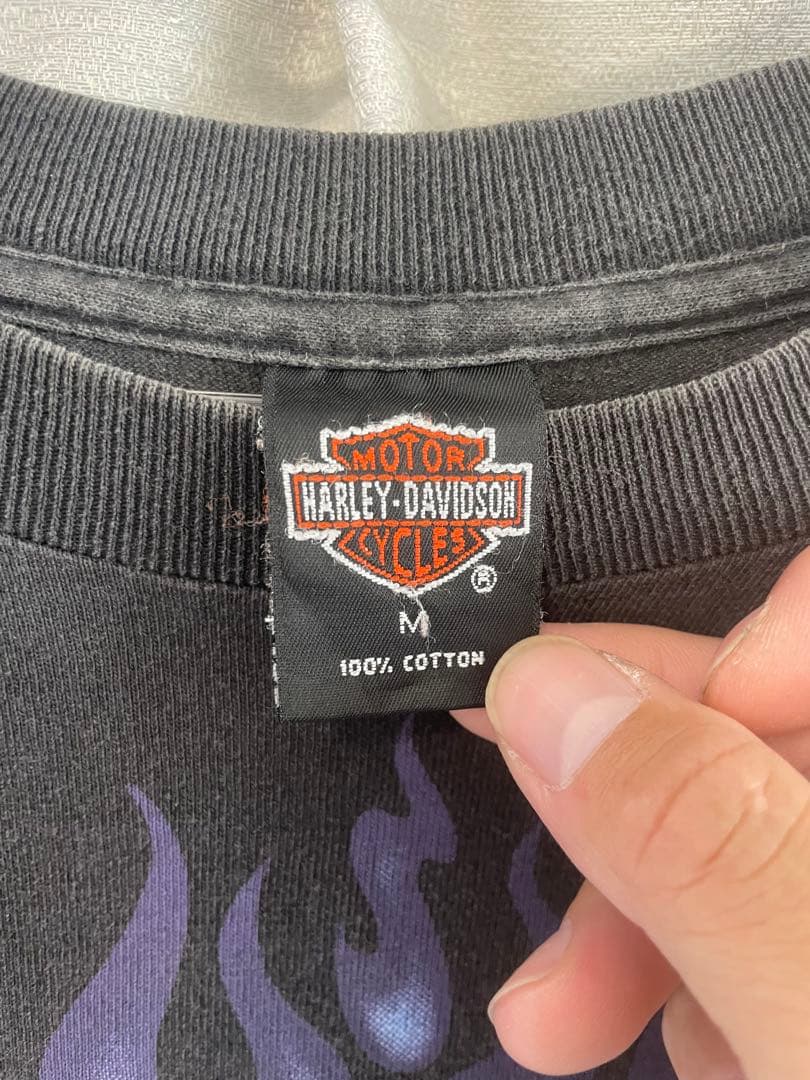 MOTOR
HARLEY-DAVIDSON
CYCLES
®
M
100% COTTON